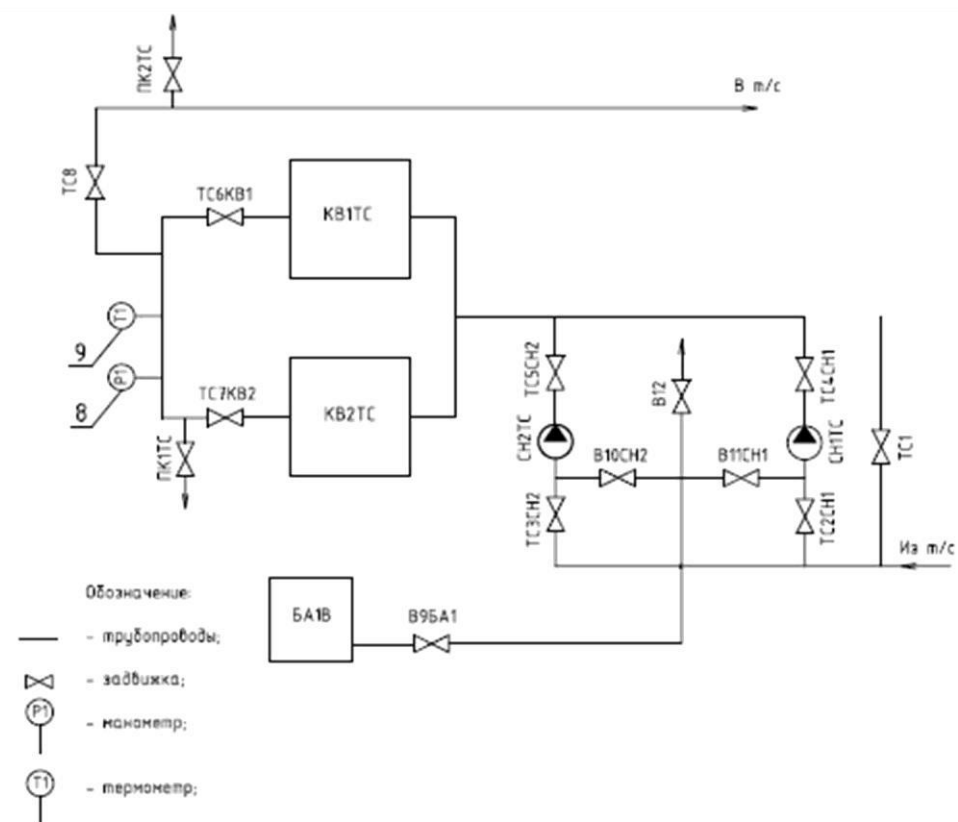 ПК2ТС
В т/с
ТС8
ТС6КВ1
КВ1ТС
Т1
9
Р1
8
ТС7КВ2
КВ2ТС
ПК1ТС
ТС5СН2
В12
ТС4СН1
СН2ТС
СН1ТС
ТС1
В10СН2
В11СН1
ТС3СН2
ТС2СН1
Из т/с
БА1В
В9БА1
Обозначение:
- трубопроводы;
- задвижка;
Р1
- манометр;
Т1
- термометр;